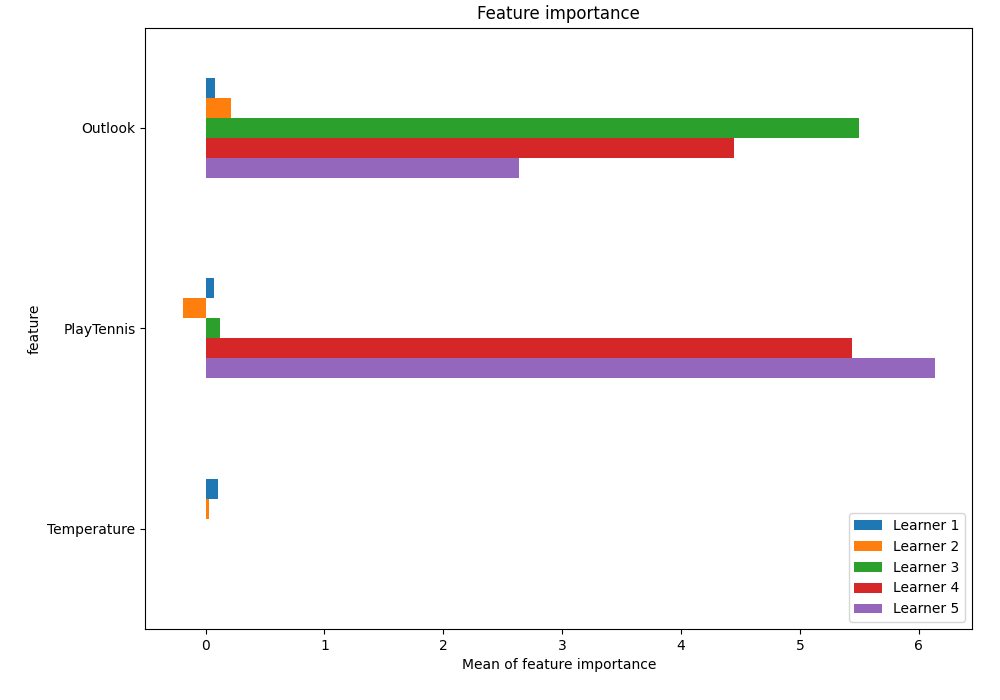 Feature importance
Outlook
PlayTennis
Temperature
feature
Learner 1
Learner 2
Learner 3
Learner 4
Learner 5
0 1 2 3 4 5 6
Mean of feature importance